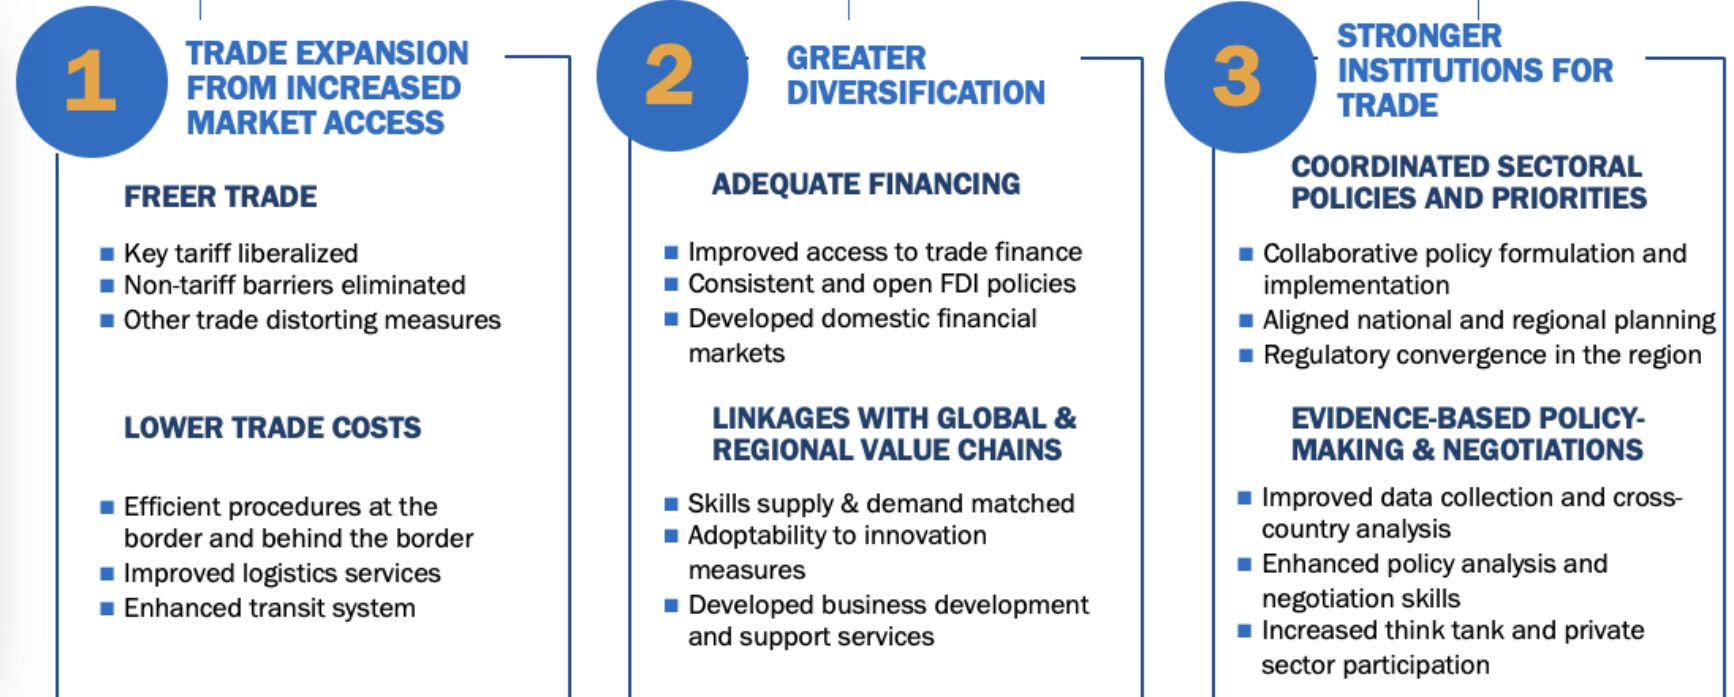 1
TRADE EXPANSION
FROM INCREASED
MARKET ACCESS
FREER TRADE
■ Key tariff liberalized
■ Non-tariff barriers eliminated
■ Other trade distorting measures
LOWER TRADE COSTS
■ Efficient procedures at the
border and behind the border
■ Improved logistics services
■ Enhanced transit system
2
GREATER
DIVERSIFICATION
ADEQUATE FINANCING
■ Improved access to trade finance
■ Consistent and open FDI policies
■ Developed domestic financial
markets
LINKAGES WITH GLOBAL &
REGIONAL VALUE CHAINS
■ Skills supply & demand matched
■ Adoptability to innovation
measures
■ Developed business development
and support services
3
STRONGER
INSTITUTIONS FOR
TRADE
COORDINATED SECTORAL
POLICIES AND PRIORITIES
■ Collaborative policy formulation and
implementation
■ Aligned national and regional planning
■ Regulatory convergence in the region
EVIDENCE-BASED POLICY-
MAKING & NEGOTIATIONS
■ Improved data collection and cross-
country analysis
■ Enhanced policy analysis and
negotiation skills
■ Increased think tank and private
sector participation